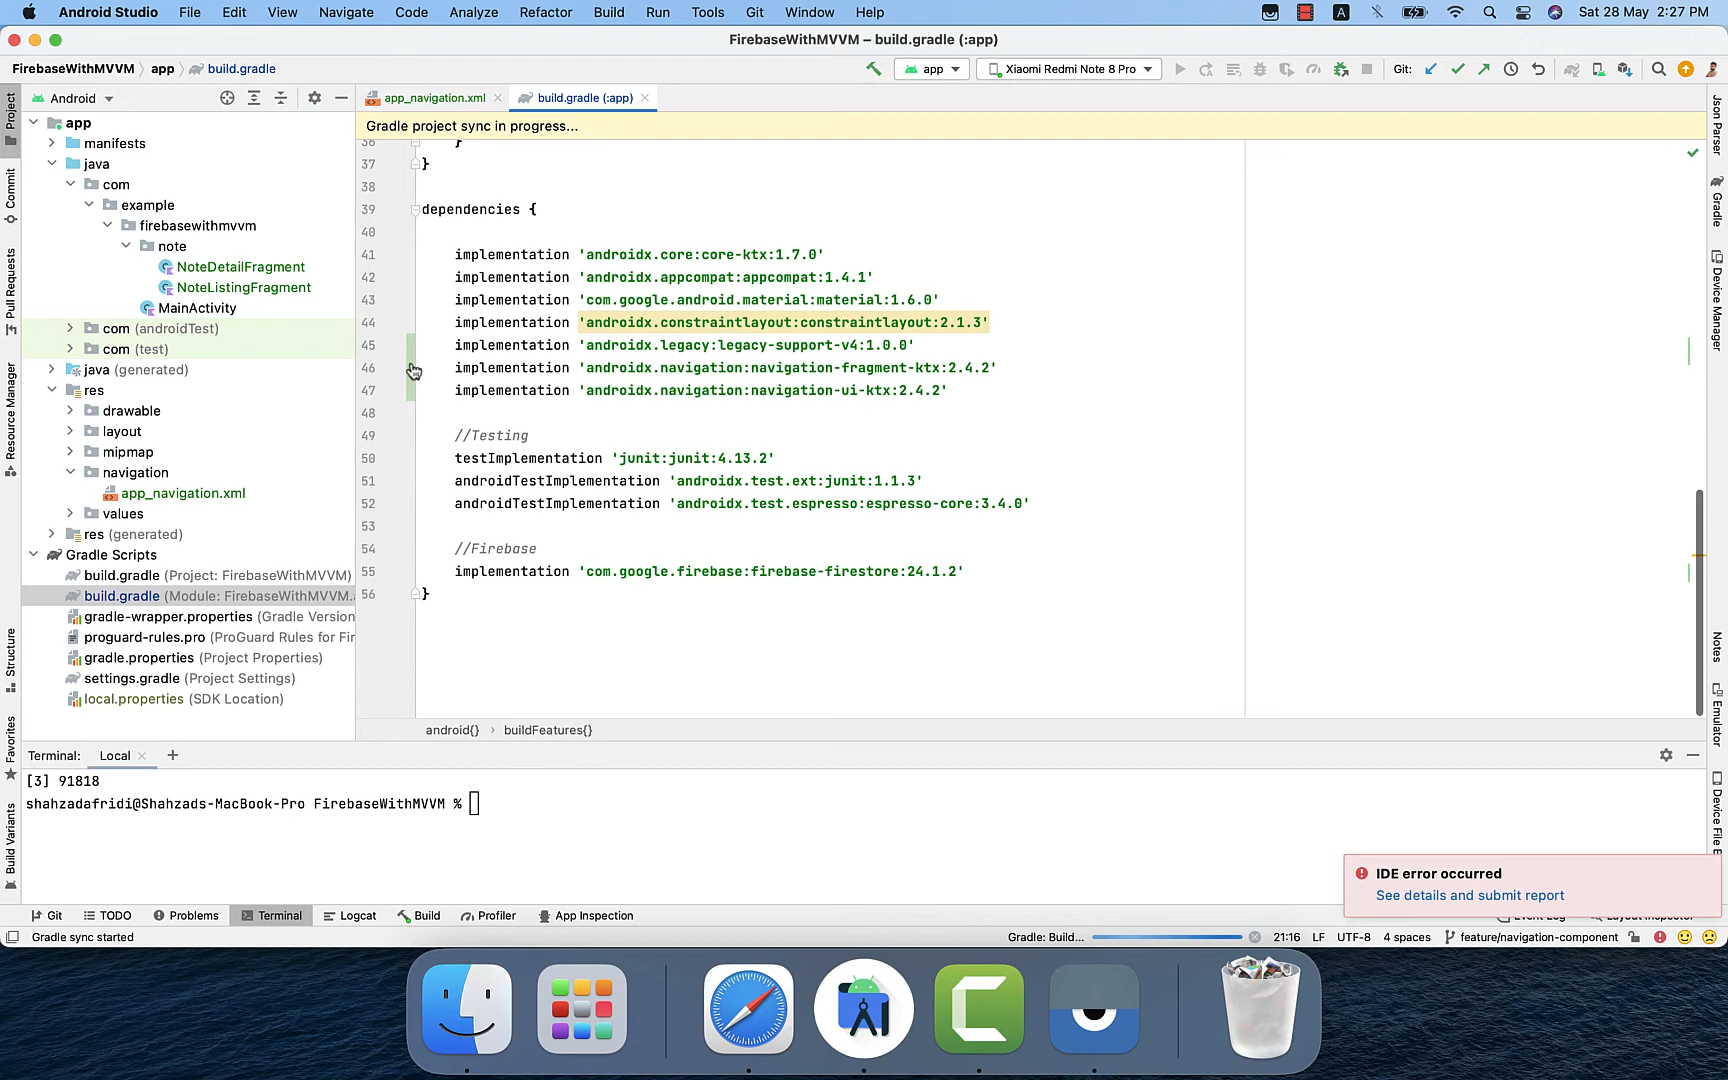 Android Studio File Edit View Navigate Code Analyze Refactor Build Run Tools Git Window Help A Sat 28 May 2:27 PM
FirebaseWithMVVM – build.gradle (:app)
FirebaseWithMVVM app build.gradle app Xiaomi Redmi Note 8 Pro Git:
Android app_navigation.xml build.gradle (:app)
Gradle project sync in progress...
app
manifests
java
com
example
firebasewithmvvm
note
NoteDetailFragment
NoteListingFragment
MainActivity
com (androidTest)
com (test)
java (generated)
res
drawable
layout
mipmap
navigation
app_navigation.xml
values
res (generated)
Gradle Scripts
build.gradle (Project: FirebaseWithMVVM)
build.gradle (Module: FirebaseWithMVVM.
gradle-wrapper.properties (Gradle Version
proguard-rules.pro (ProGuard Rules for Fir
gradle.properties (Project Properties)
settings.gradle (Project Settings)
local.properties (SDK Location)
36 }
37 }
38
39 dependencies {
40
41 implementation 'androidx.core:core-ktx:1.7.0'
42 implementation 'androidx.appcompat:appcompat:1.4.1'
43 implementation 'com.google.android.material:material:1.6.0'
44 implementation 'androidx.constraintlayout:constraintlayout:2.1.3'
45 implementation 'androidx.legacy:legacy-support-v4:1.0.0'
46 implementation 'androidx.navigation:navigation-fragment-ktx:2.4.2'
47 implementation 'androidx.navigation:navigation-ui-ktx:2.4.2'
48
49 //Testing
50 testImplementation 'junit:junit:4.13.2'
51 androidTestImplementation 'androidx.test.ext:junit:1.1.3'
52 androidTestImplementation 'androidx.test.espresso:espresso-core:3.4.0'
53
54 //Firebase
55 implementation 'com.google.firebase:firebase-firestore:24.1.2'
56 }
android{} buildFeatures{}
Project
Commit
Pull Requests
Resource Manager
Structure
Favorites
Build Variants
Json Parser
Gradle
Device Manager
Notes
Emulator
Device File E
Terminal: Local
[3] 91818
shahzadafridi@Shahzads-MacBook-Pro FirebaseWithMVVM %
IDE error occurred
See details and submit report
Git TODO Problems Terminal Logcat Build Profiler App Inspection Event Log Layout Inspector
Gradle sync started Gradle: Build... 21:16 LF UTF-8 4 spaces feature/navigation-component